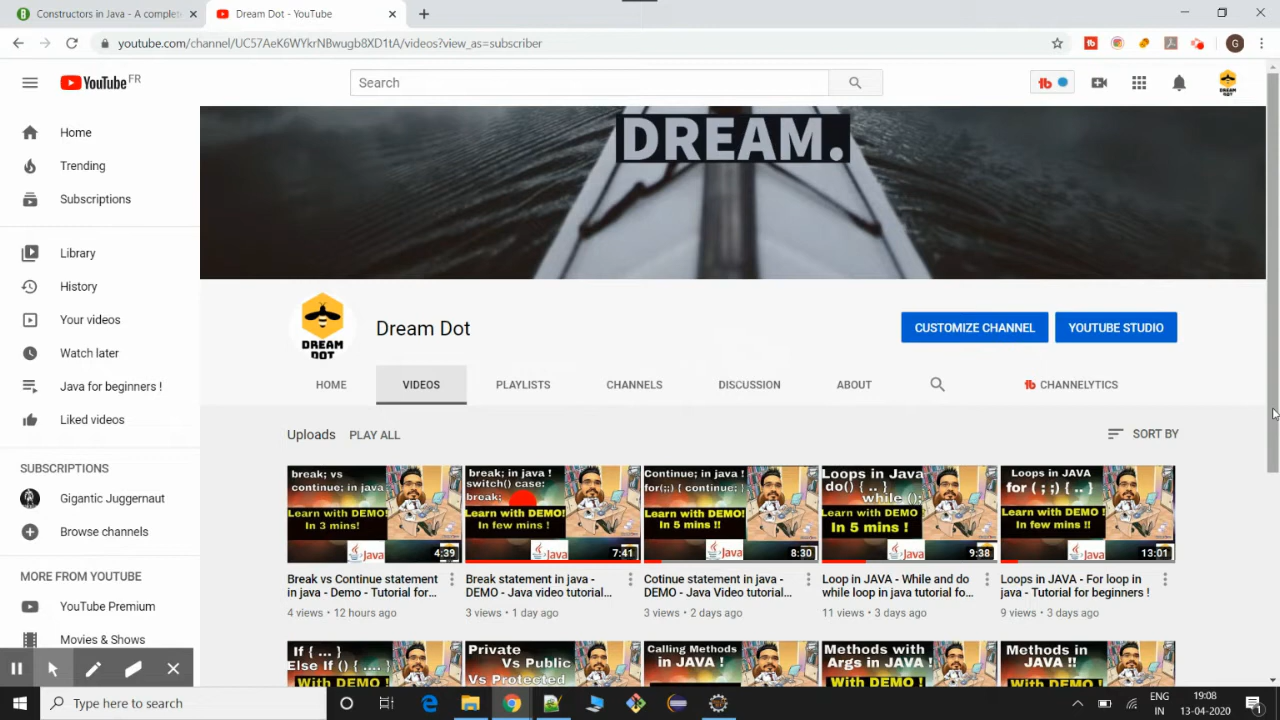 Constructors in Java - A complet
Dream Dot - YouTube
youtube.com/channel/UC57AeK6WYkrNBwugb8XD1tA/videos?view_as=subscriber
G
YouTube FR
Search
DREAM DOT
Home
Trending
Subscriptions
Library
History
Your videos
Watch later
Java for beginners !
Liked videos
SUBSCRIPTIONS
Gigantic Juggernaut
Browse channels
MORE FROM YOUTUBE
YouTube Premium
Movies & Shows
DREAM.
DREAM DOT
Dream Dot
CUSTOMIZE CHANNEL
YOUTUBE STUDIO
HOME
VIDEOS
PLAYLISTS
CHANNELS
DISCUSSION
ABOUT
CHANNELYTICS
Uploads
PLAY ALL
SORT BY
break; vs
continue; in java!
Learn with DEMO!
In 3 mins!
Java
4:39
break; in java !
switch() case:
break;
Learn with DEMO!
In few mins !
Java
7:41
Continue; in java !
for(;;) { continue; }
Learn with DEMO!
In 5 mins !!
Java
8:30
Loops in Java
do() { .. }
while ();
Learn with DEMO!
In 5 mins !
Java
9:38
Loops in JAVA
for ( ; ;) { .. }
Learn with DEMO !
In few mins !
Java
13:01
Break vs Continue statement
in java - Demo - Tutorial for...
4 views • 12 hours ago
Break statement in java -
DEMO - Java video tutorial...
3 views • 1 day ago
Cotinue statement in java -
DEMO - Java Video tutorial...
3 views • 2 days ago
Loop in JAVA - While and do
while loop in java tutorial fo...
11 views • 3 days ago
Loops in JAVA - For loop in
java - Tutorial for beginners !
9 views • 3 days ago
If { ... }
Else If () { .... }
With DEMO !
Private
Vs Public
Vs Protected
Calling Methods
in JAVA !
Methods with
Args in JAVA !
With DEMO !
Methods in
JAVA !!
With DEMO !
Type here to search
ENG
IN
19:08
13-04-2020
1